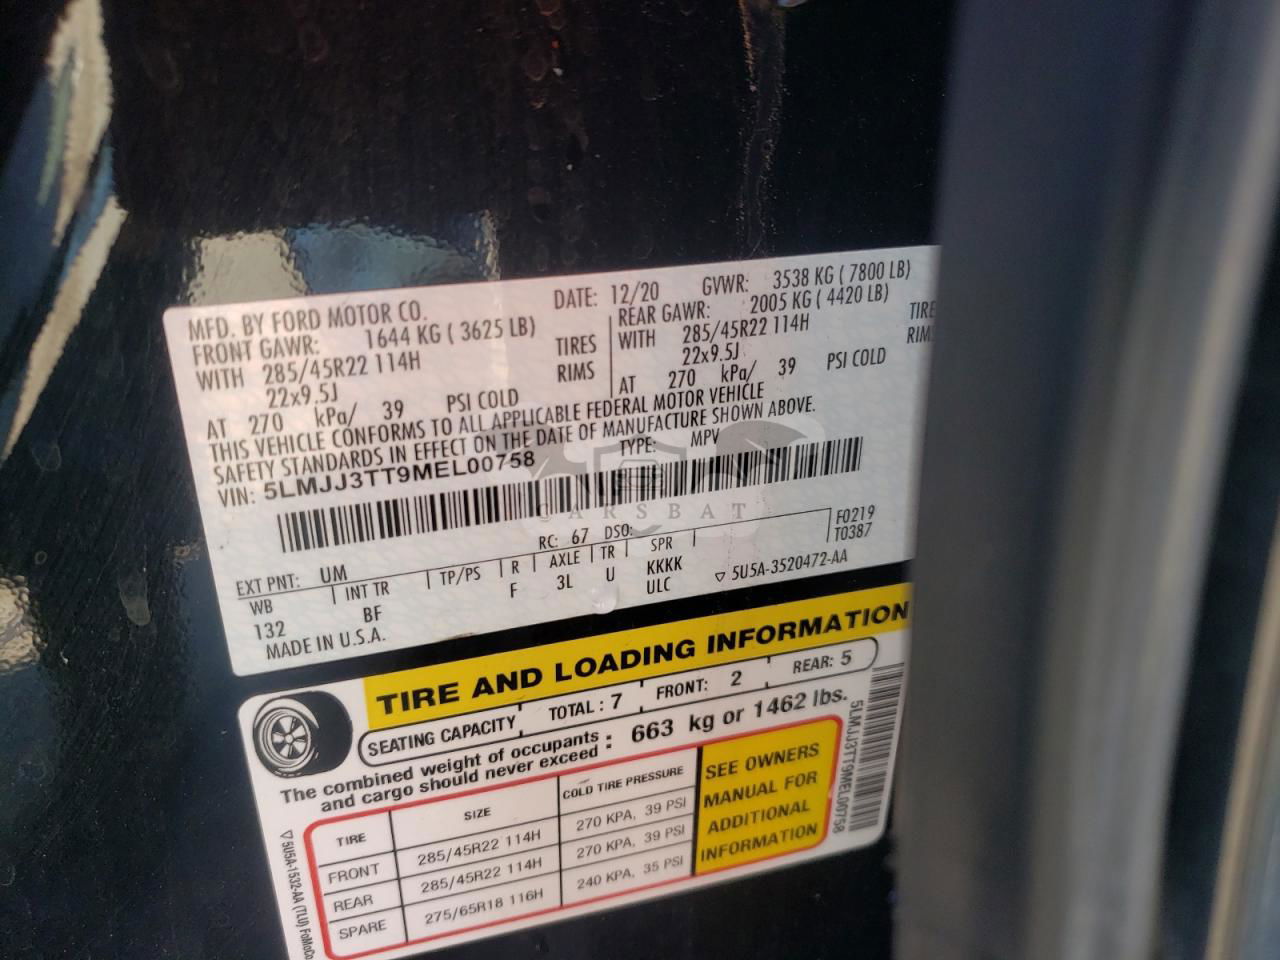 MFD. BY FORD MOTOR CO.
DATE: 12/20 GVWR: 3538 KG ( 7800 LB)
FRONT GAWR: 1644 KG ( 3625 LB)
REAR GAWR: 2005 KG ( 4420 LB)
WITH 285/45R22 114H TIRES
WITH 285/45R22 114H TIRE
22x9.5J RIMS
22x9.5J RIM
AT 270 kPa/ 39 PSI COLD
AT 270 kPa/ 39 PSI COLD
THIS VEHICLE CONFORMS TO ALL APPLICABLE FEDERAL MOTOR VEHICLE
SAFETY STANDARDS IN EFFECT ON THE DATE OF MANUFACTURE SHOWN ABOVE.
VIN: 5LMJJ3TT9MEL00758
TYPE: MPV
CARSBAT
RC: 67 DSO:
F0219
T0387
EXT PNT: UM
WB INT TR TP/PS R AXLE TR SPR
132 BF F 3L U KKKK
ULC
5U5A-3520472-AA
MADE IN U.S.A.
TIRE AND LOADING INFORMATION
SEATING CAPACITY TOTAL : 7 FRONT: 2 REAR: 5
The combined weight of occupants
and cargo should never exceed : 663 kg or 1462 lbs.
TIRE SIZE COLD TIRE PRESSURE
FRONT 285/45R22 114H 270 KPA, 39 PSI
REAR 285/45R22 114H 270 KPA, 39 PSI
SPARE 275/65R18 116H 240 KPA, 35 PSI
SEE OWNERS
MANUAL FOR
ADDITIONAL
INFORMATION
5LMJJ3TT9MEL00758
5U5A-1532-AA (TLU) FoMoCo